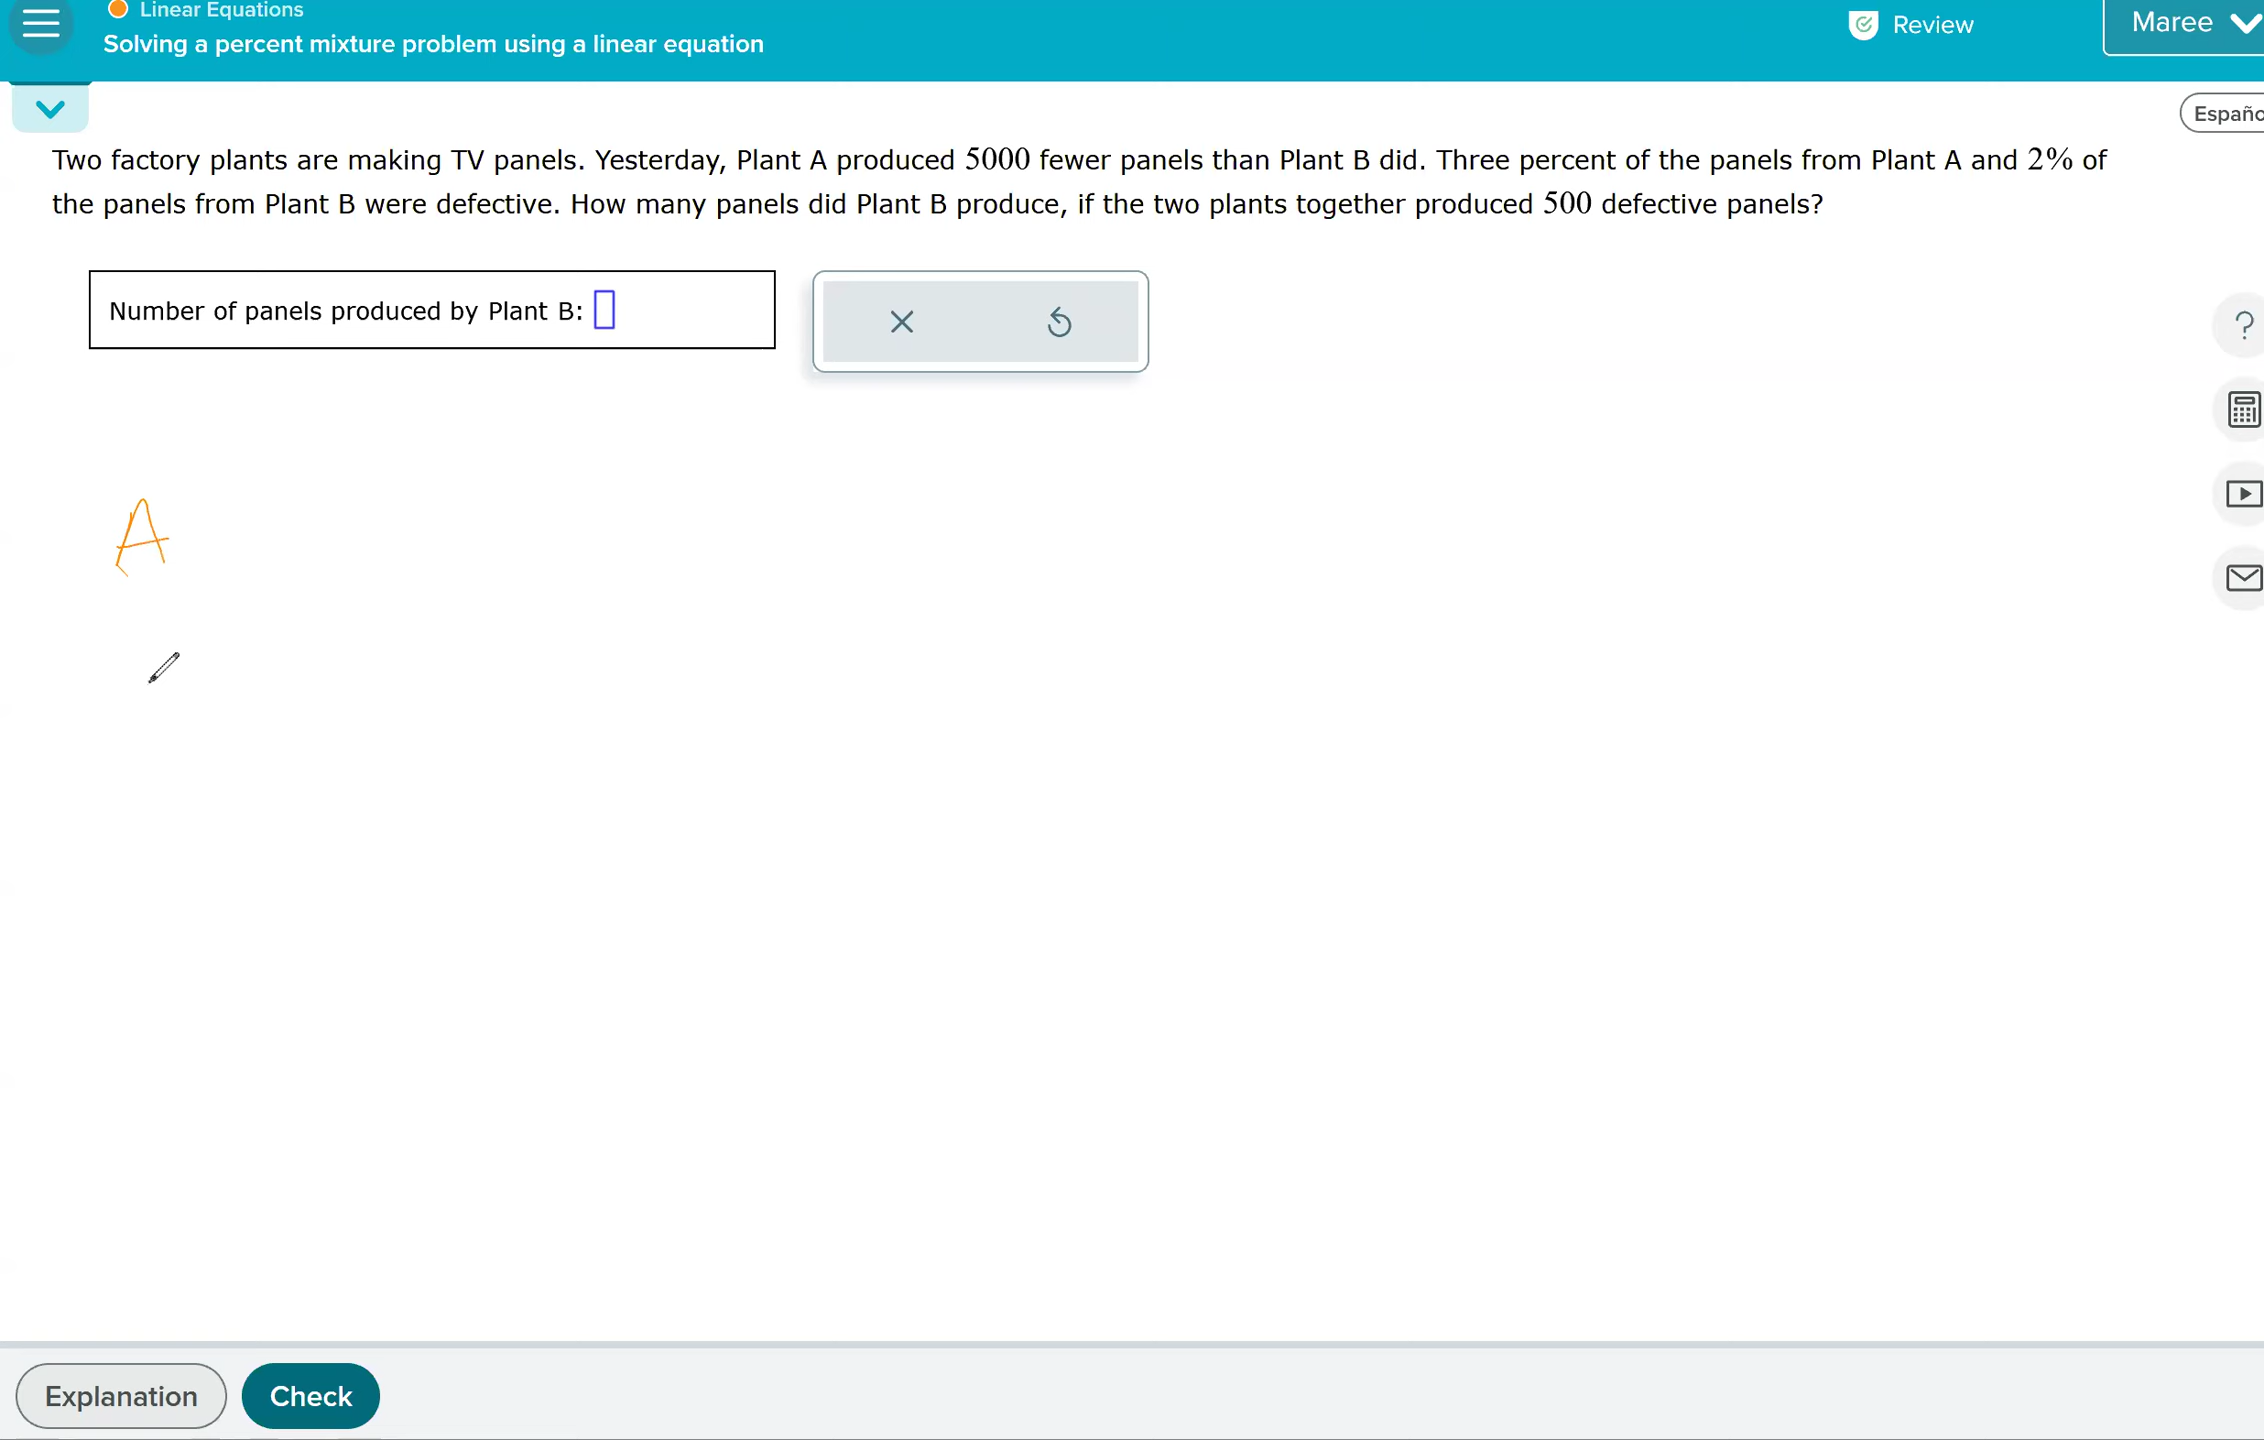 Linear Equations
Solving a percent mixture problem using a linear equation
Review
Maree
Españo
Two factory plants are making TV panels. Yesterday, Plant A produced 5000 fewer panels than Plant B did. Three percent of the panels from Plant A and 2% of
the panels from Plant B were defective. How many panels did Plant B produce, if the two plants together produced 500 defective panels?
Number of panels produced by Plant B:
?
A
Explanation
Check